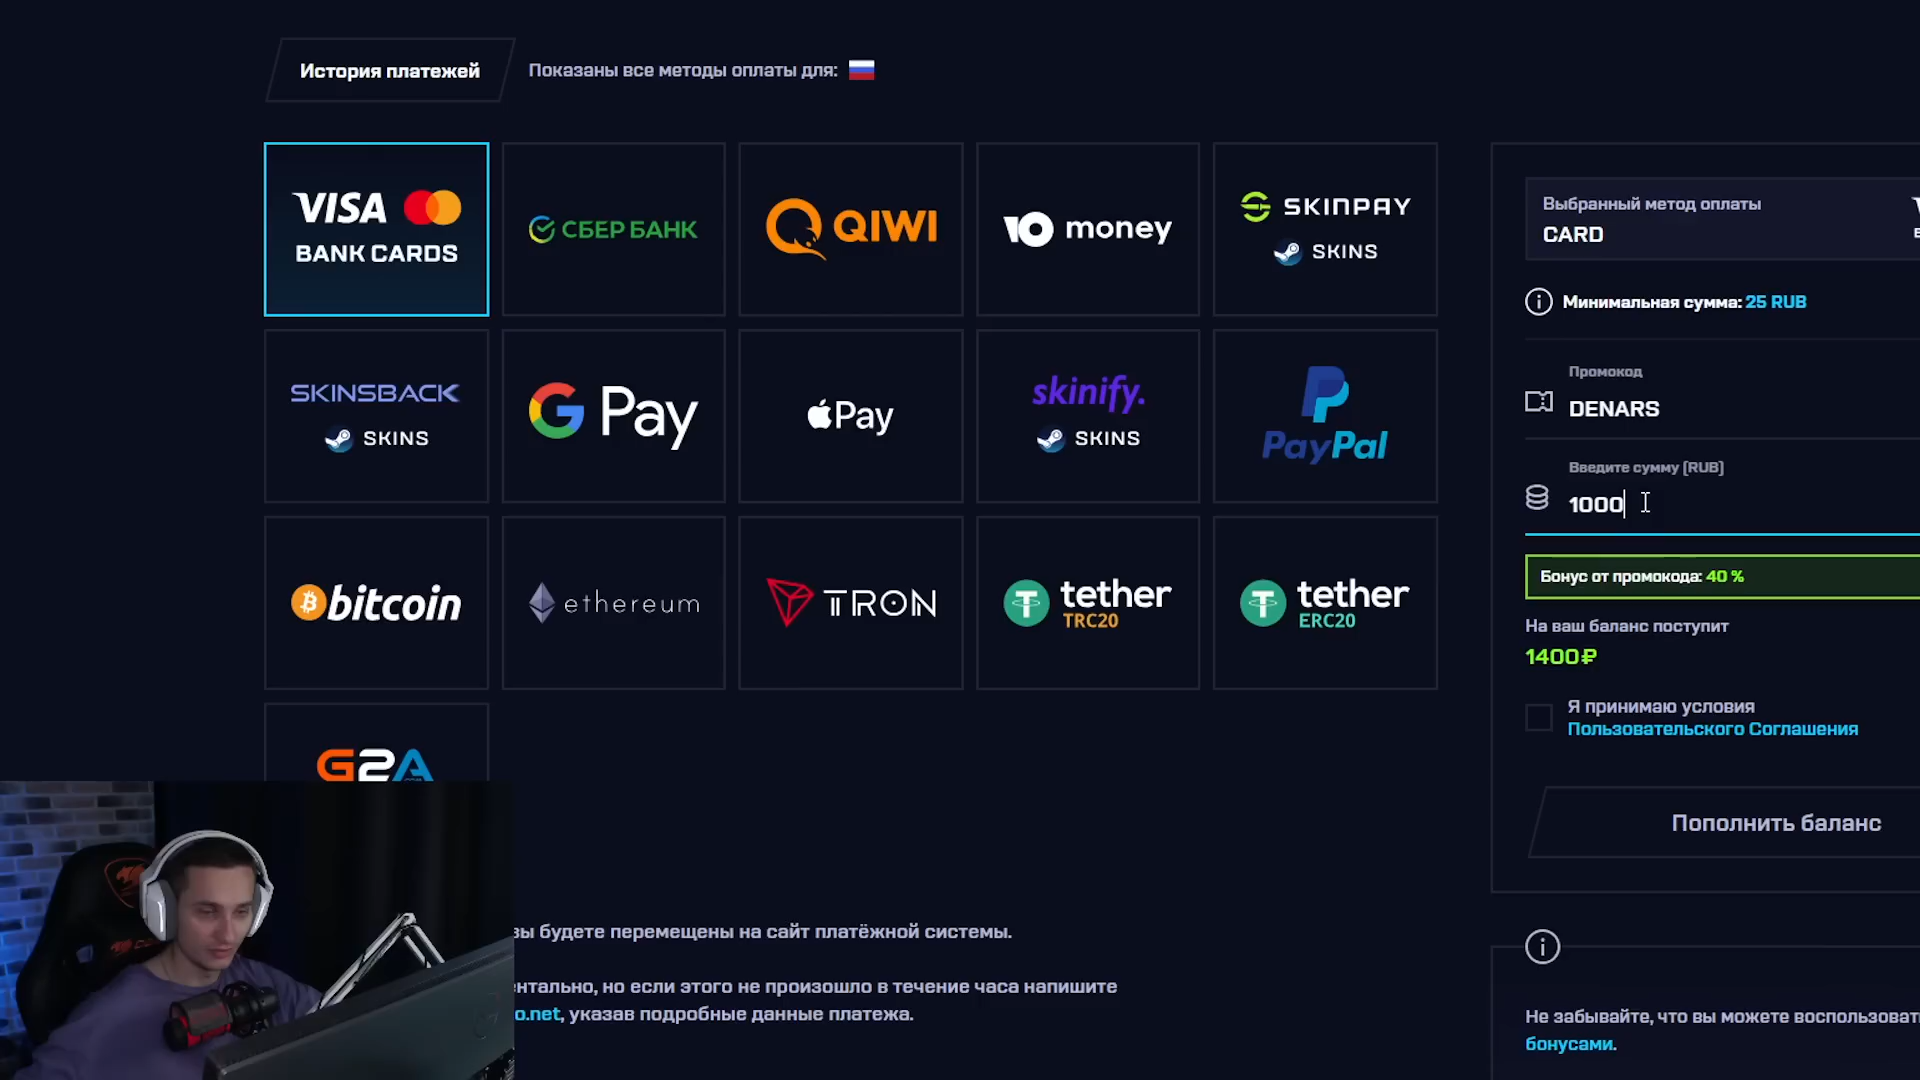 История платежей
Показаны все методы оплаты для:
VISA
BANK CARDS
СБЕР БАНК
QIWI
Ю money
SKINPAY
SKINS
SKINSBACK
SKINS
G Pay
Pay
skinify.
SKINS
PayPal
bitcoin
ethereum
TRON
tether
TRC20
tether
ERC20
G2A
Выбранный метод оплаты
CARD
Минимальная сумма: 25 RUB
Промокод
DENARS
Введите сумму (RUB)
1000
Бонус от промокода: 40 %
На ваш баланс поступит
1400₽
Я принимаю условия
Пользовательского Соглашения
Пополнить баланс
вы будете перемещены на сайт платёжной системы.
ентально, но если этого не произошло в течение часа напишите
o.net, указав подробные данные платежа.
Не забывайте, что вы можете воспользоват
бонусами.